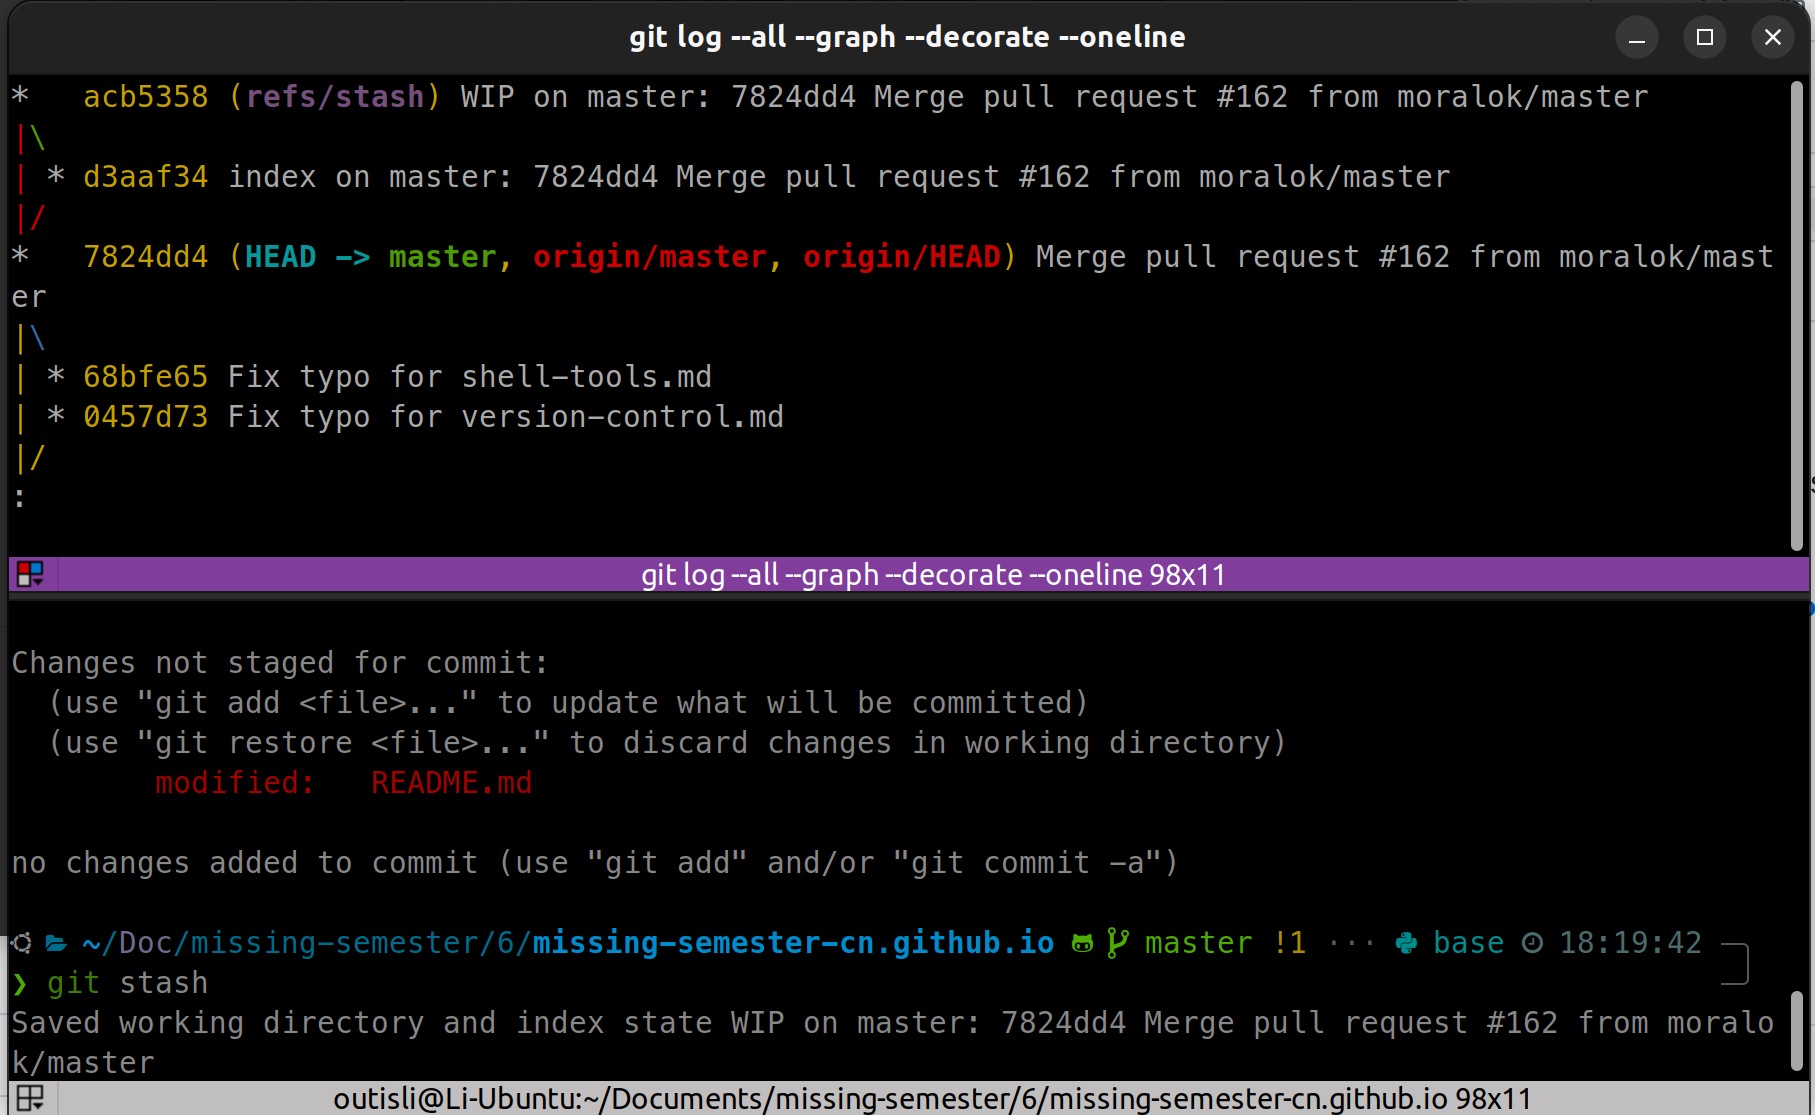 git log --all --graph --decorate --oneline
*   acb5358 (refs/stash) WIP on master: 7824dd4 Merge pull request #162 from moralok/master
|\
| * d3aaf34 index on master: 7824dd4 Merge pull request #162 from moralok/master
|/
*   7824dd4 (HEAD -> master, origin/master, origin/HEAD) Merge pull request #162 from moralok/mast
er
|\
| * 68bfe65 Fix typo for shell-tools.md
| * 0457d73 Fix typo for version-control.md
|/
:
git log --all --graph --decorate --oneline 98x11
Changes not staged for commit:
  (use "git add <file>..." to update what will be committed)
  (use "git restore <file>..." to discard changes in working directory)
        modified:   README.md
no changes added to commit (use "git add" and/or "git commit -a")
~/Doc/missing-semester/6/missing-semester-cn.github.io master !1 ··· base 18:19:42
❯ git stash
Saved working directory and index state WIP on master: 7824dd4 Merge pull request #162 from moralo
k/master
outisli@Li-Ubuntu:~/Documents/missing-semester/6/missing-semester-cn.github.io 98x11